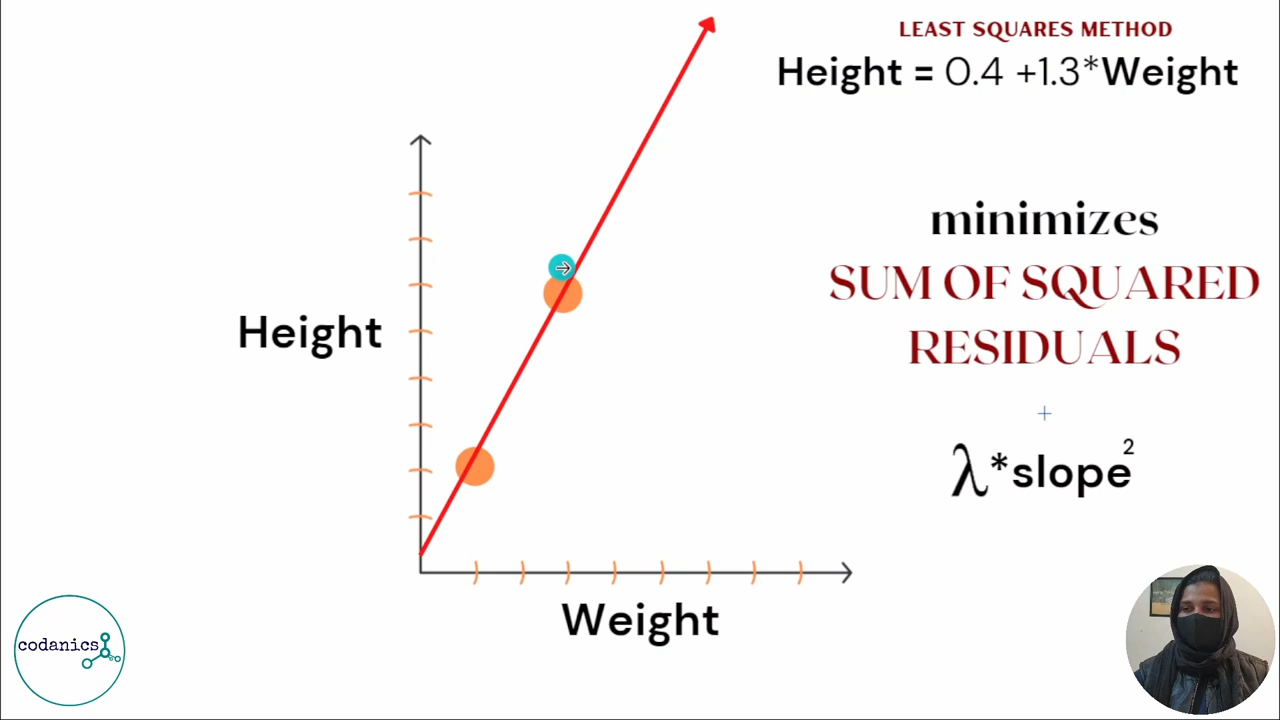 LEAST SQUARES METHOD
Height = 0.4 +1.3*Weight
minimizes
SUM OF SQUARED
RESIDUALS
+
λ*slope²
Height
Weight
codanics